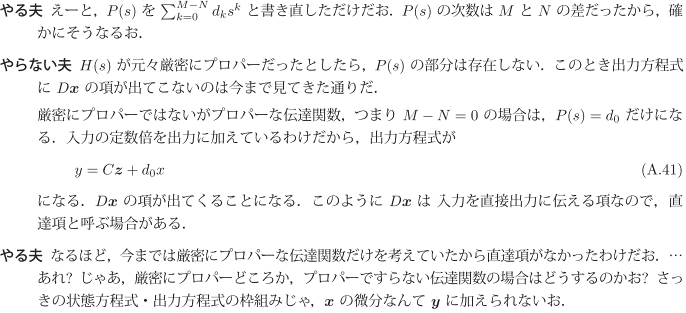 やる夫 えーと，P(s) を ∑_{k=0}^{M−N} d_k s^k と書き直しただけだお．P(s) の次数は M と N の差だったから，確
かにそうなるお．
やらない夫 H(s) が元々厳密にプロパーだったとしたら，P(s) の部分は存在しない．このとき出力方程式
に Dx の項が出てこないのは今まで見てきた通りだ．
厳密にプロパーではないがプロパーな伝達関数，つまり M − N = 0 の場合は，P(s) = d_0 だけにな
る．入力の定数倍を出力に加えているわけだから，出力方程式が
y = Cz + d_0 x (A.41)
になる．Dx の項が出てくることになる．このように Dx は 入力を直接出力に伝える項なので，直
達項と呼ぶ場合がある．
やる夫 なるほど，今までは厳密にプロパーな伝達関数だけを考えていたから直達項がなかったわけだお．…
あれ？じゃあ，厳密にプロパーどころか，プロパーですらない伝達関数の場合はどうするのかお？さっ
きの状態方程式・出力方程式の枠組みじゃ，x の微分なんて y に加えられないお．